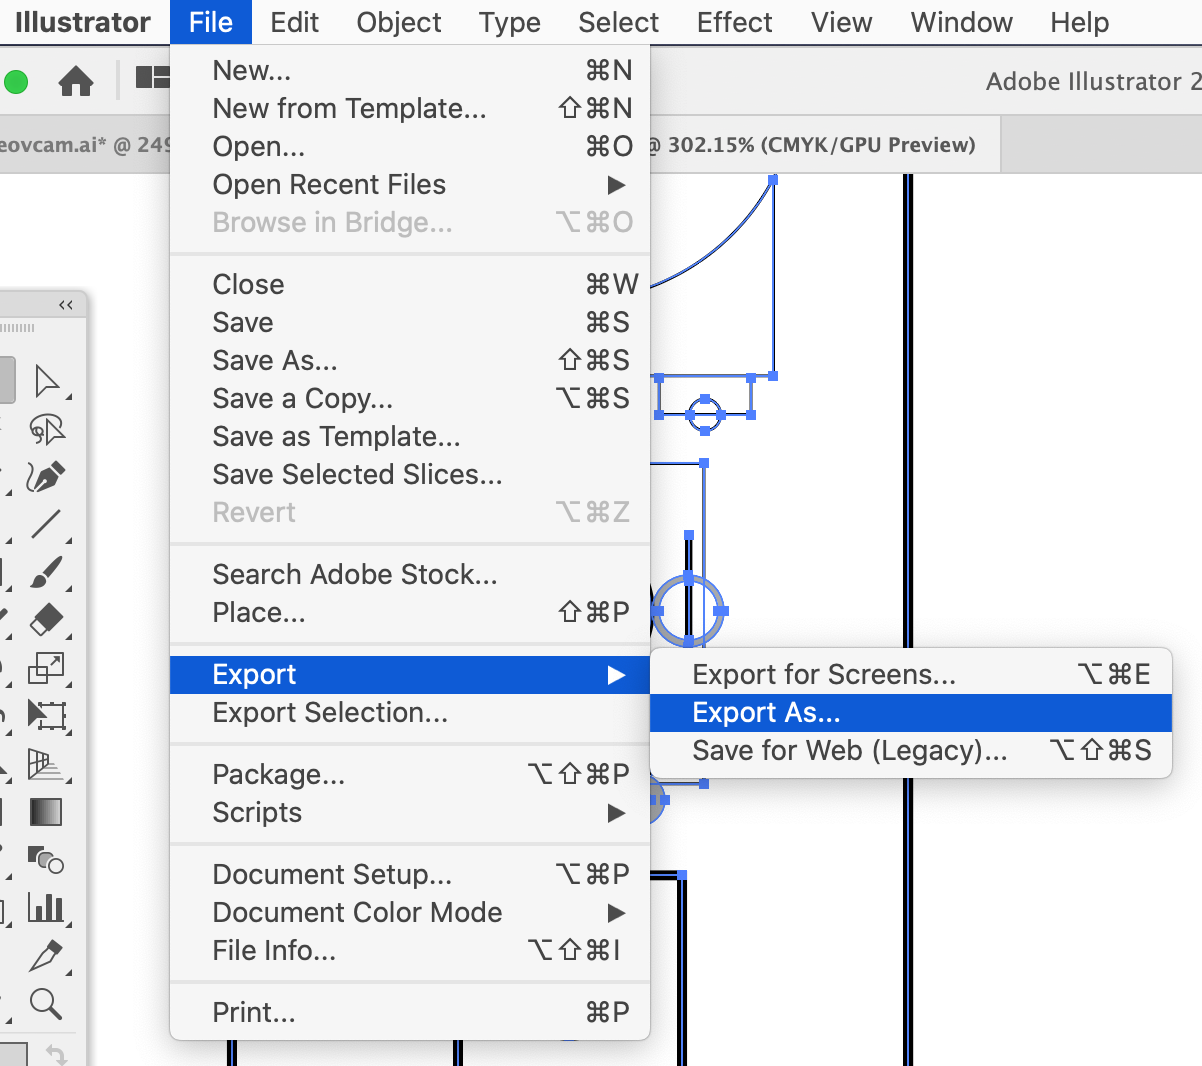 Illustrator File Edit Object Type Select Effect View Window Help
Adobe Illustrator 2
eovcam.ai* @ 249
@ 302.15% (CMYK/GPU Preview)
New... ⌘N
New from Template... ⇧⌘N
Open... ⌘O
Open Recent Files ▶
Browse in Bridge... ⌥⌘O
Close ⌘W
Save ⌘S
Save As... ⇧⌘S
Save a Copy... ⌥⌘S
Save as Template...
Save Selected Slices...
Revert ⌥⌘Z
Search Adobe Stock...
Place... ⇧⌘P
Export ▶
Export Selection...
Export for Screens... ⌥⌘E
Export As...
Save for Web (Legacy)... ⌥⇧⌘S
Package... ⌥⇧⌘P
Scripts ▶
Document Setup... ⌥⌘P
Document Color Mode ▶
File Info... ⌥⇧⌘I
Print... ⌘P